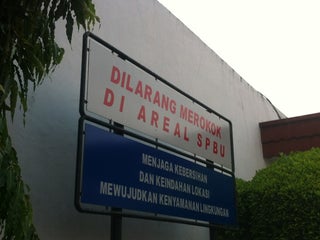 DILARANG MEROKOK
DI AREAL SPBU
MENJAGA KEBERSIHAN
DAN KEINDAHAN LOKASI
MEWUJUDKAN KENYAMANAN LINGKUNGAN